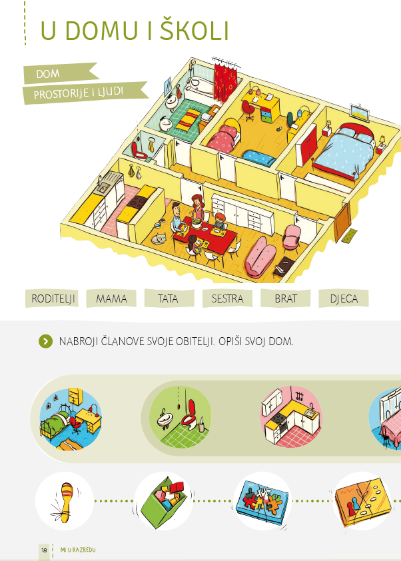 U DOMU I ŠKOLI
DOM
PROSTORIJE I LJUDI
RODITELJI MAMA TATA SESTRA BRAT DJECA
NABROJI ČLANOVE SVOJE OBITELJI. OPIŠI SVOJ DOM.
18 MI U RAZREDU